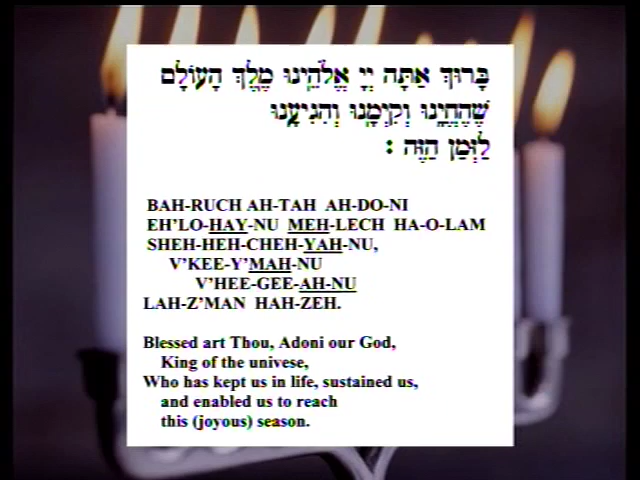 בָּרוּךְ אַתָּה יְיָ אֱלֹהֵינוּ מֶלֶךְ הָעוֹלָם
שֶׁהֶחֱיָנוּ וְקִיְּמָנוּ וְהִגִּיעָנוּ
לַזְּמַן הַזֶּה :
BAH-RUCH AH-TAH AH-DO-NI
EH'LO-HAY-NU MEH-LECH HA-O-LAM
SHEH-HEH-CHEH-YAH-NU,
V'KEE-Y'MAH-NU
V'HEE-GEE-AH-NU
LAH-Z'MAN HAH-ZEH.
Blessed art Thou, Adoni our God,
King of the univese,
Who has kept us in life, sustained us,
and enabled us to reach
this (joyous) season.